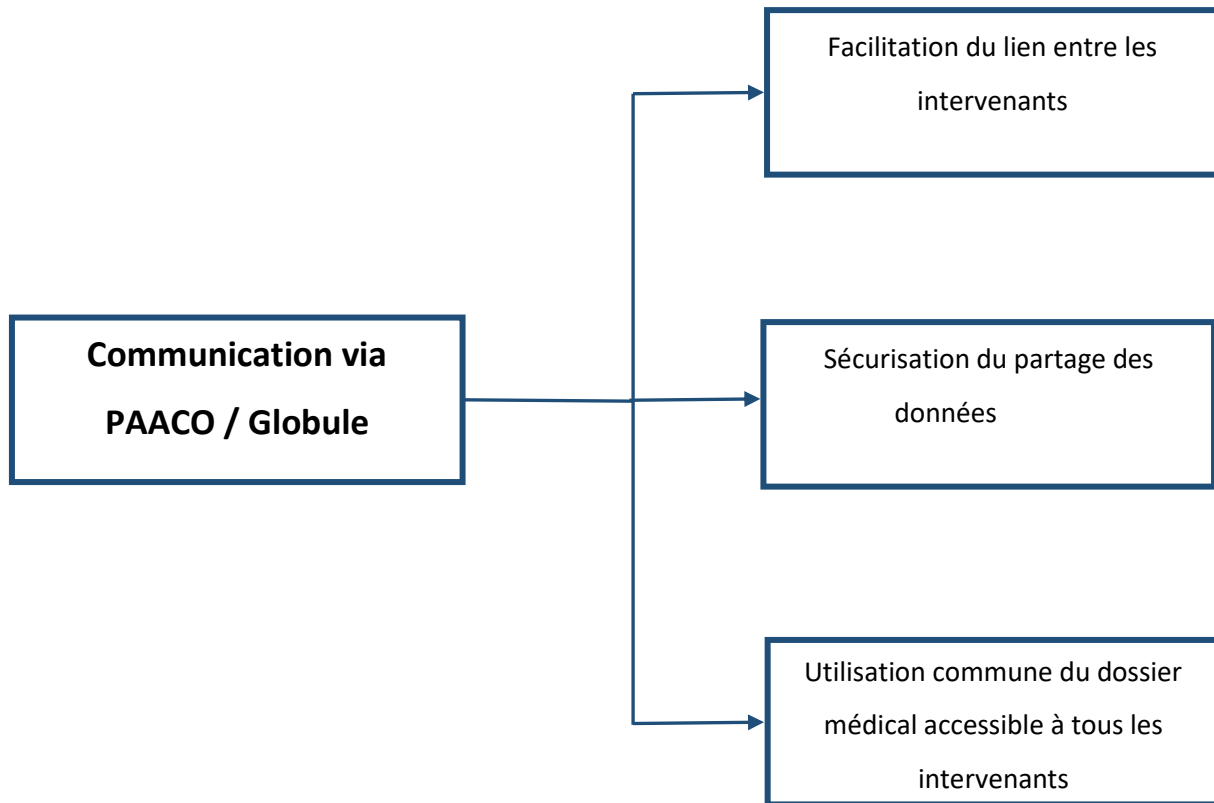 Facilitation du lien entre les
intervenants
Communication via
PAACO / Globule
Sécurisation du partage des
données
Utilisation commune du dossier
médical accessible à tous les
intervenants